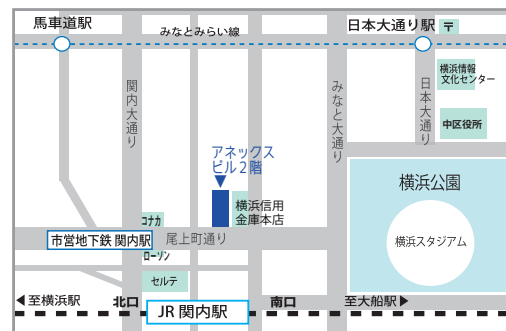 馬車道駅
みなとみらい線
日本大通り駅
〒
横浜情報
文化センター
中区役所
関内大通り
みなと大通り
日本大通り
アネックス
ビル2階
横浜公園
横浜スタジアム
横浜信用
金庫本店
コナカ
市営地下鉄 関内駅
尾上町通り
ローソン
セルテ
至横浜駅
北口
JR 関内駅
南口
至大船駅